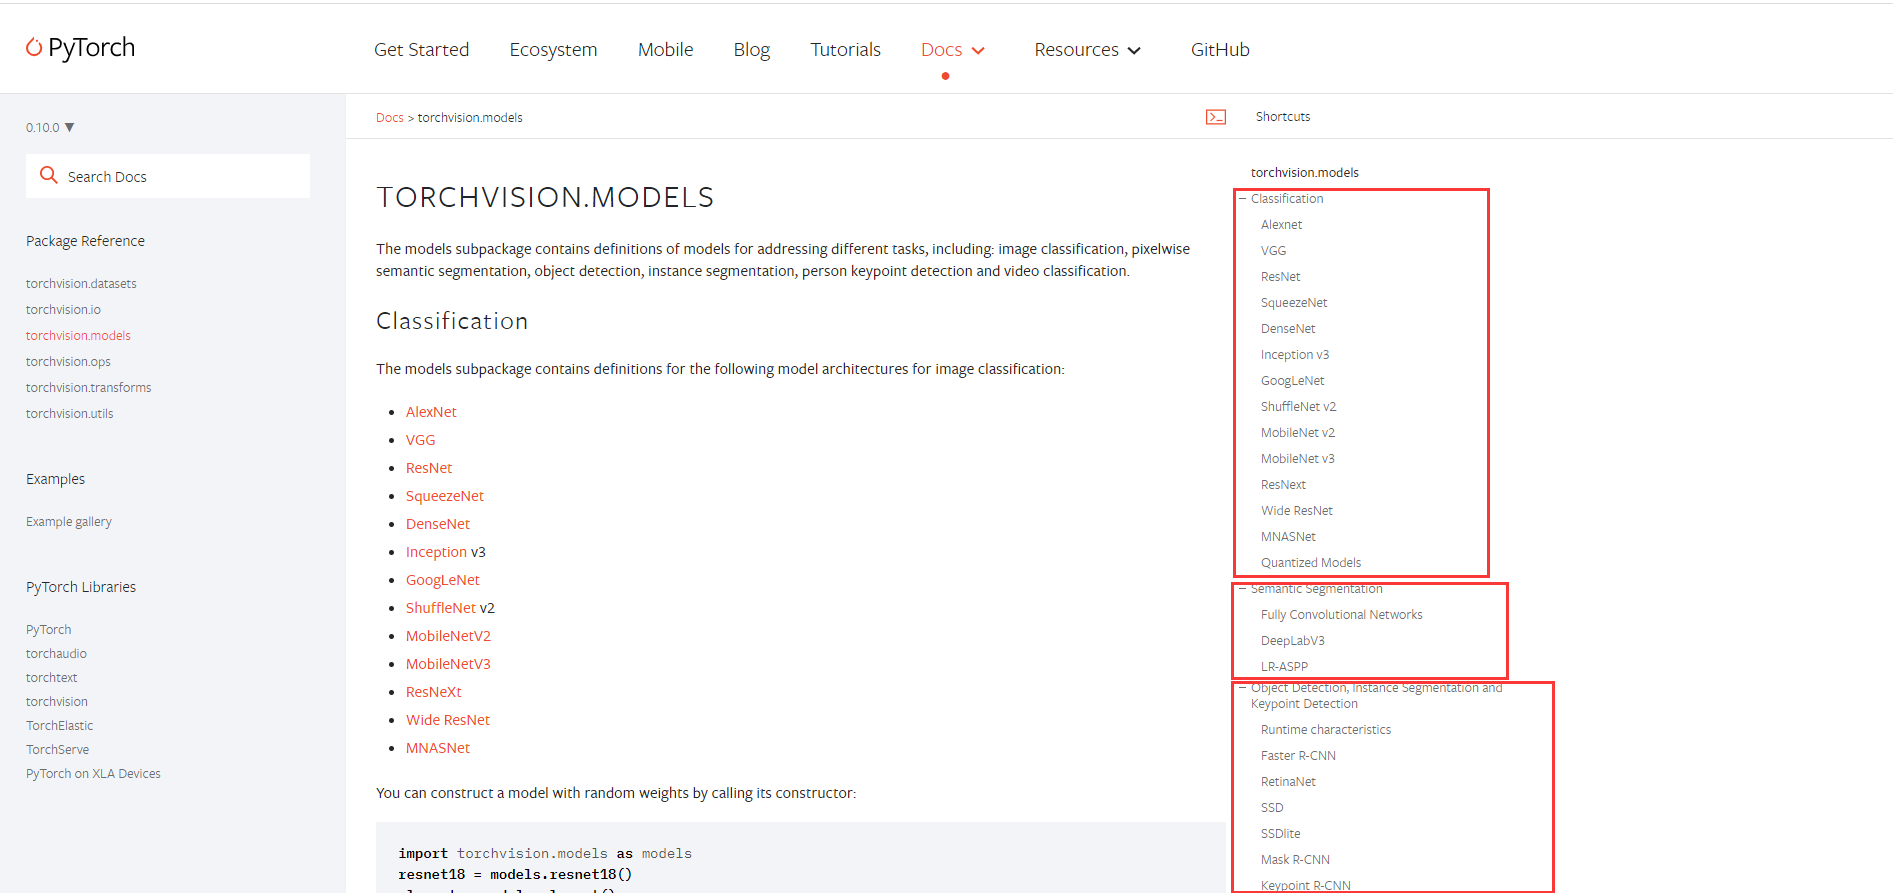 PyTorch
Get Started
Ecosystem
Mobile
Blog
Tutorials
Docs
Resources
GitHub
0.10.0 ▼
Search Docs
Package Reference
torchvision.datasets
torchvision.io
torchvision.models
torchvision.ops
torchvision.transforms
torchvision.utils
Examples
Example gallery
PyTorch Libraries
PyTorch
torchaudio
torchtext
torchvision
TorchElastic
TorchServe
PyTorch on XLA Devices
Docs > torchvision.models
Shortcuts
TORCHVISION.MODELS
The models subpackage contains definitions of models for addressing different tasks, including: image classification, pixelwise
semantic segmentation, object detection, instance segmentation, person keypoint detection and video classification.
Classification
The models subpackage contains definitions for the following model architectures for image classification:
• AlexNet
• VGG
• ResNet
• SqueezeNet
• DenseNet
• Inception v3
• GoogLeNet
• ShuffleNet v2
• MobileNetV2
• MobileNetV3
• ResNeXt
• Wide ResNet
• MNASNet
You can construct a model with random weights by calling its constructor:
import torchvision.models as models
resnet18 = models.resnet18()
torchvision.models
− Classification
Alexnet
VGG
ResNet
SqueezeNet
DenseNet
Inception v3
GoogLeNet
ShuffleNet v2
MobileNet v2
MobileNet v3
ResNext
Wide ResNet
MNASNet
Quantized Models
− Semantic Segmentation
Fully Convolutional Networks
DeepLabV3
LR-ASPP
− Object Detection, Instance Segmentation and
Keypoint Detection
Runtime characteristics
Faster R-CNN
RetinaNet
SSD
SSDlite
Mask R-CNN
Keypoint R-CNN